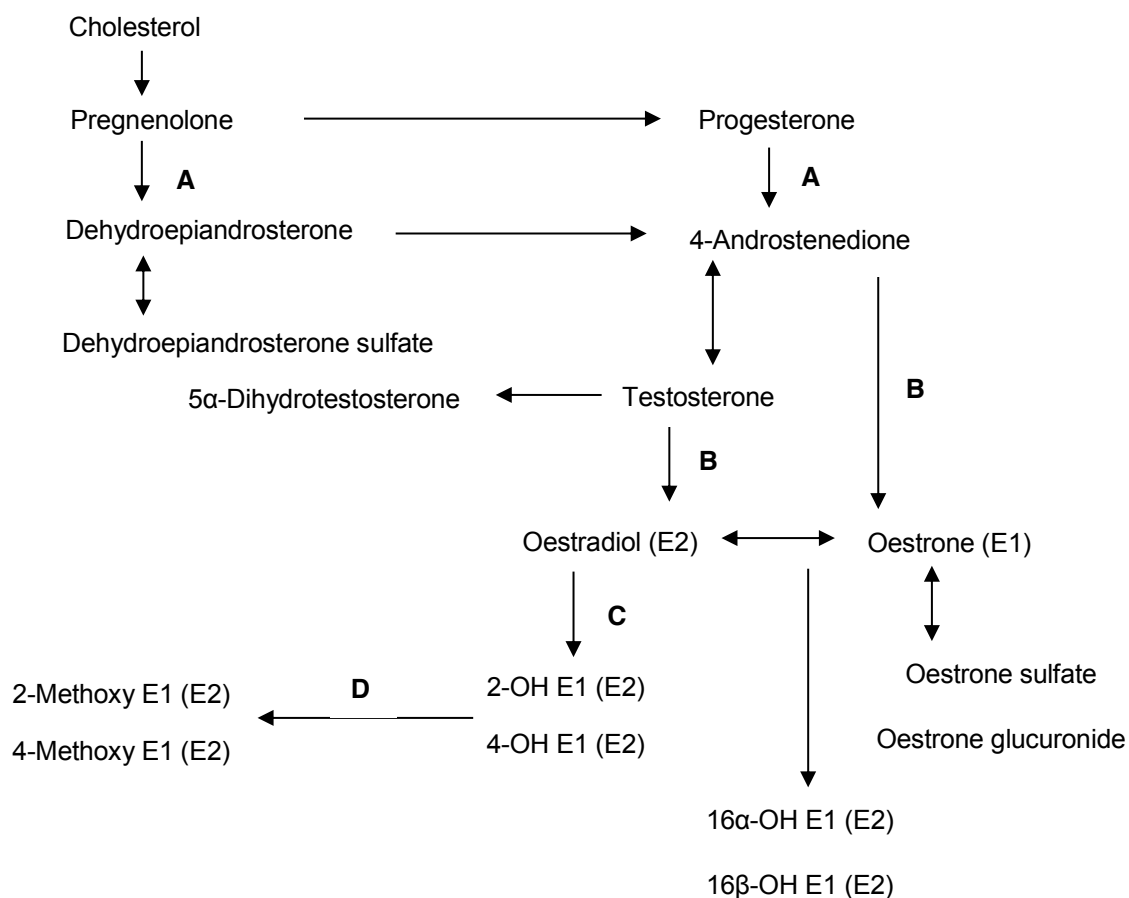 Cholesterol
Pregnenolone
Progesterone
A
A
Dehydroepiandrosterone
4-Androstenedione
Dehydroepiandrosterone sulfate
5α-Dihydrotestosterone
Testosterone
B
B
Oestradiol (E2)
Oestrone (E1)
C
Oestrone sulfate
2-OH E1 (E2)
D
2-Methoxy E1 (E2)
Oestrone glucuronide
4-OH E1 (E2)
4-Methoxy E1 (E2)
16α-OH E1 (E2)
16β-OH E1 (E2)